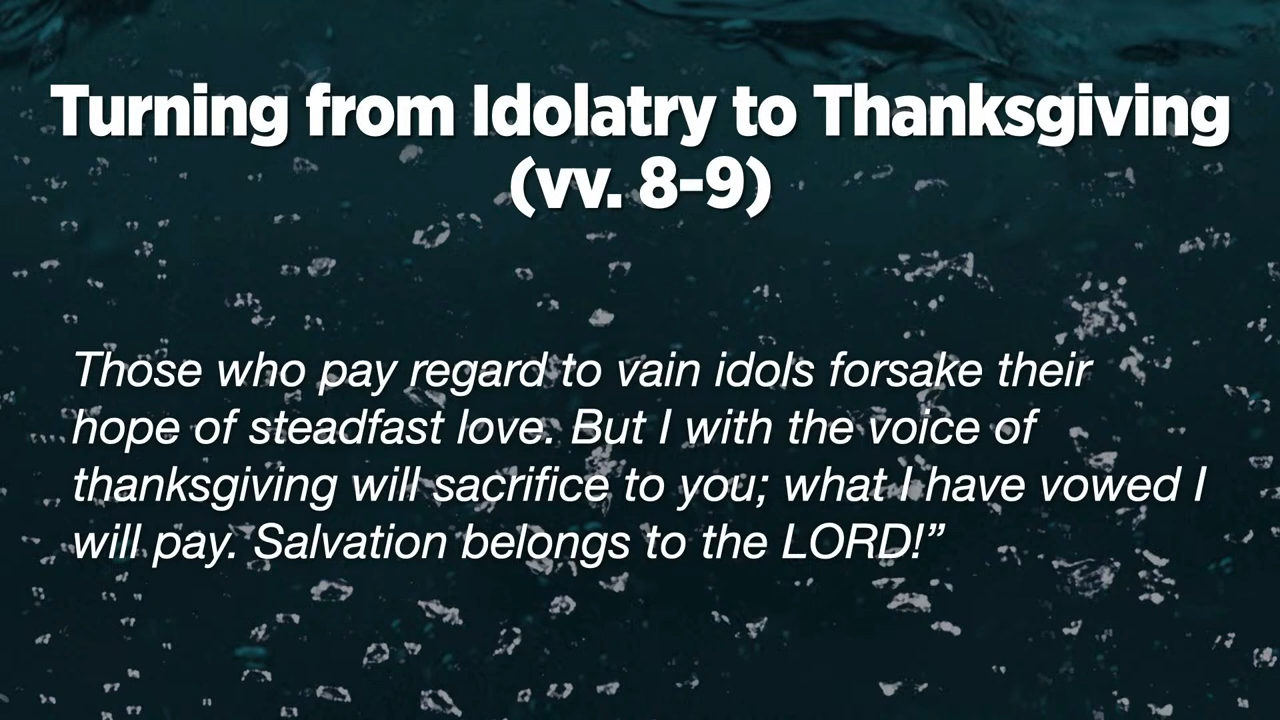 Turning from Idolatry to Thanksgiving
(vv. 8-9)
Those who pay regard to vain idols forsake their
hope of steadfast love. But I with the voice of
thanksgiving will sacrifice to you; what I have vowed I
will pay. Salvation belongs to the LORD!”